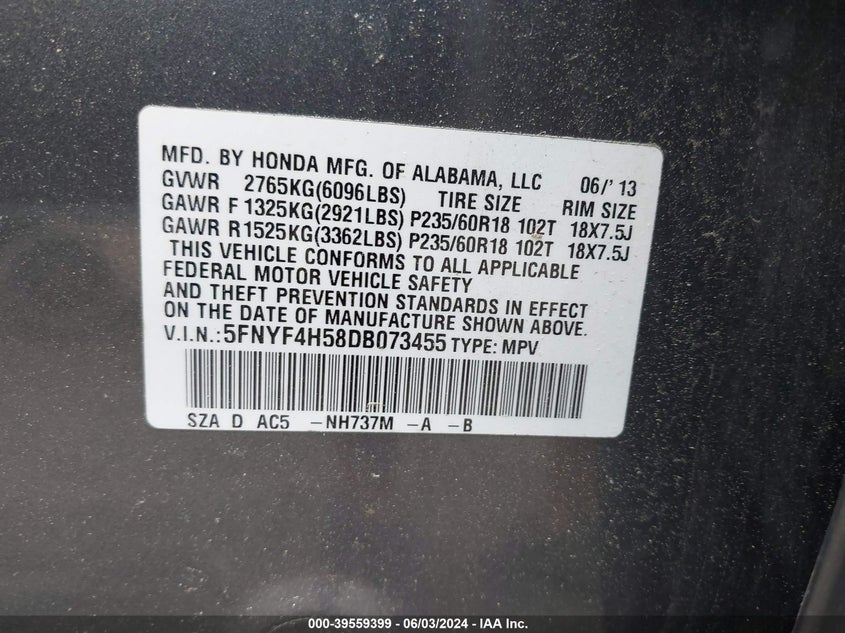 MFD. BY HONDA MFG. OF ALABAMA, LLC 06/' 13
GVWR 2765KG(6096LBS) TIRE SIZE RIM SIZE
GAWR F 1325KG(2921LBS) P235/60R18 102T 18X7.5J
GAWR R1525KG(3362LBS) P235/60R18 102T 18X7.5J
THIS VEHICLE CONFORMS TO ALL APPLICABLE
FEDERAL MOTOR VEHICLE SAFETY
AND THEFT PREVENTION STANDARDS IN EFFECT
ON THE DATE OF MANUFACTURE SHOWN ABOVE.
V.I.N.: 5FNYF4H58DB073455 TYPE: MPV
SZA D AC5 -NH737M -A -B
000-39559399 - 06/03/2024 - IAA Inc.